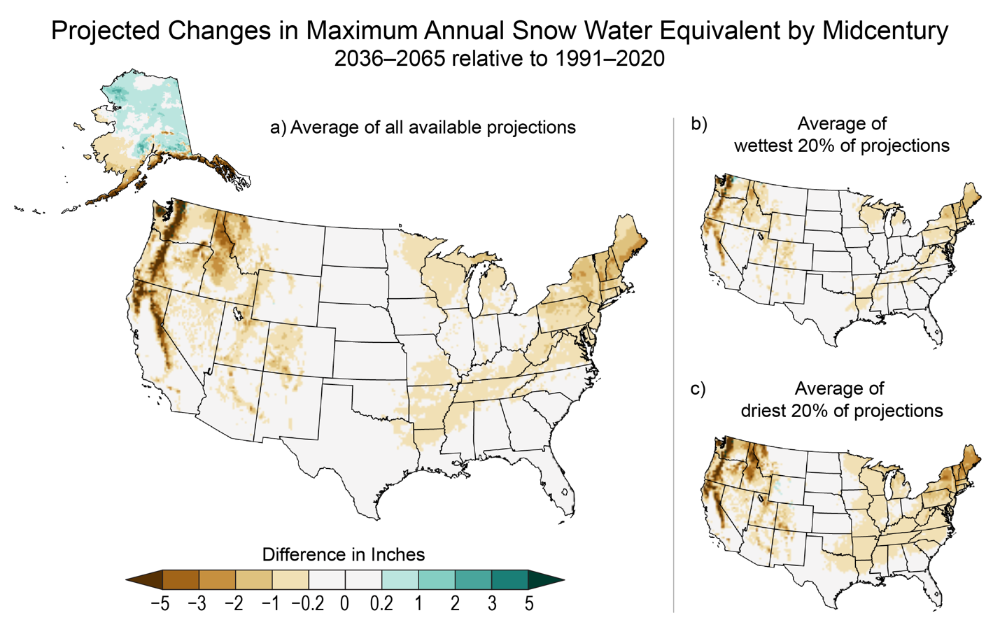 Projected Changes in Maximum Annual Snow Water Equivalent by Midcentury
2036–2065 relative to 1991–2020
a) Average of all available projections
b)
Average of
wettest 20% of projections
c)
Average of
driest 20% of projections
Difference in Inches
−5 −3 −2 −1 −0.2 0 0.2 1 2 3 5